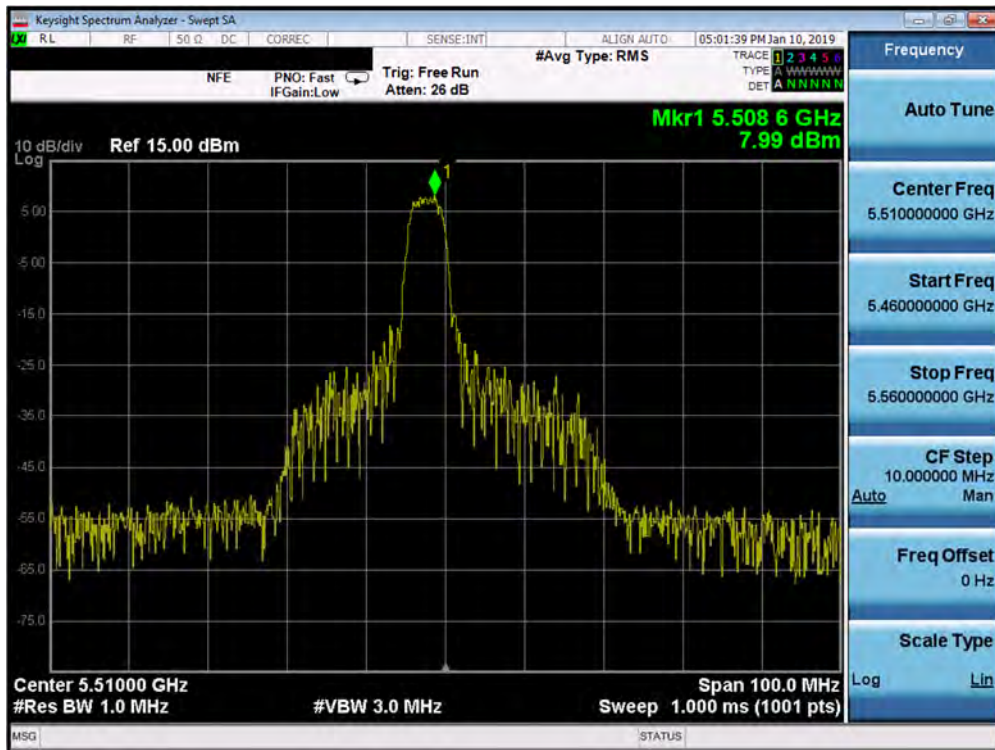 Keysight Spectrum Analyzer - Swept SA
LXI RL RF 50 Ω DC CORREC SENSE:INT ALIGN AUTO 05:01:39 PM Jan 10, 2019
#Avg Type: RMS
TRACE 1 2 3 4 5 6
TYPE A WWWWWW
DET A N N N N N
NFE PNO: Fast Trig: Free Run
IFGain:Low Atten: 26 dB
Mkr1 5.508 6 GHz
7.99 dBm
10 dB/div Ref 15.00 dBm
Log
1
5.00
-5.00
-15.0
-25.0
-35.0
-45.0
-55.0
-65.0
-75.0
Center 5.51000 GHz Span 100.0 MHz
#Res BW 1.0 MHz #VBW 3.0 MHz Sweep 1.000 ms (1001 pts)
MSG STATUS
Frequency
Auto Tune
Center Freq
5.510000000 GHz
Start Freq
5.460000000 GHz
Stop Freq
5.560000000 GHz
CF Step
10.000000 MHz
Auto Man
Freq Offset
0 Hz
Scale Type
Log Lin